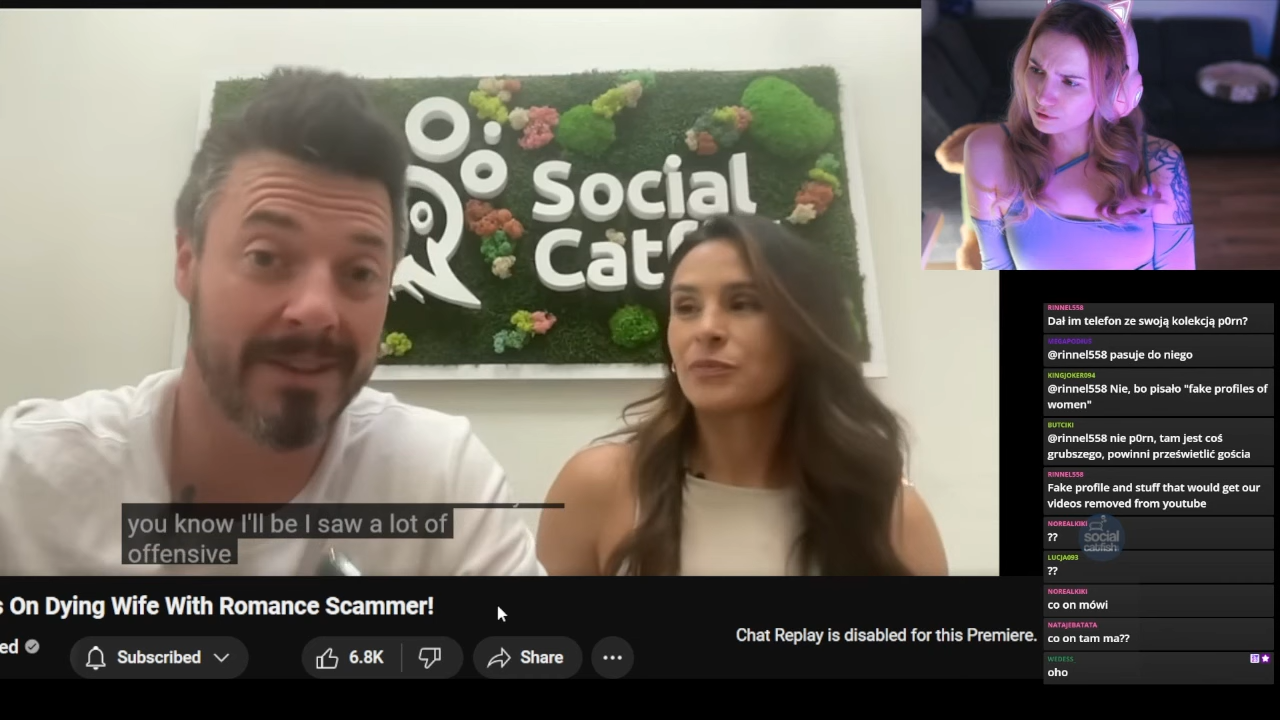 Social
Catf
you know I'll be I saw a lot of
offensive
s On Dying Wife With Romance Scammer!
ed
Subscribed
6.8K
Share
Chat Replay is disabled for this Premiere.
RINNEL558
Dał im telefon ze swoją kolekcją p0rn?
@rinnel558 pasuje do niego
KINGJOKER094
@rinnel558 Nie, bo pisało "fake profiles of
women"
BUTCIKI
@rinnel558 nie p0rn, tam jest coś
grubszego, powinni prześwietlić gościa
RINNEL558
Fake profile and stuff that would get our
videos removed from youtube
NOREALKIKI
??
social
catfish
LUCJA093
??
NOREALKIKI
co on mówi
NATAJEBATATA
co on tam ma??
WEDESS
oho